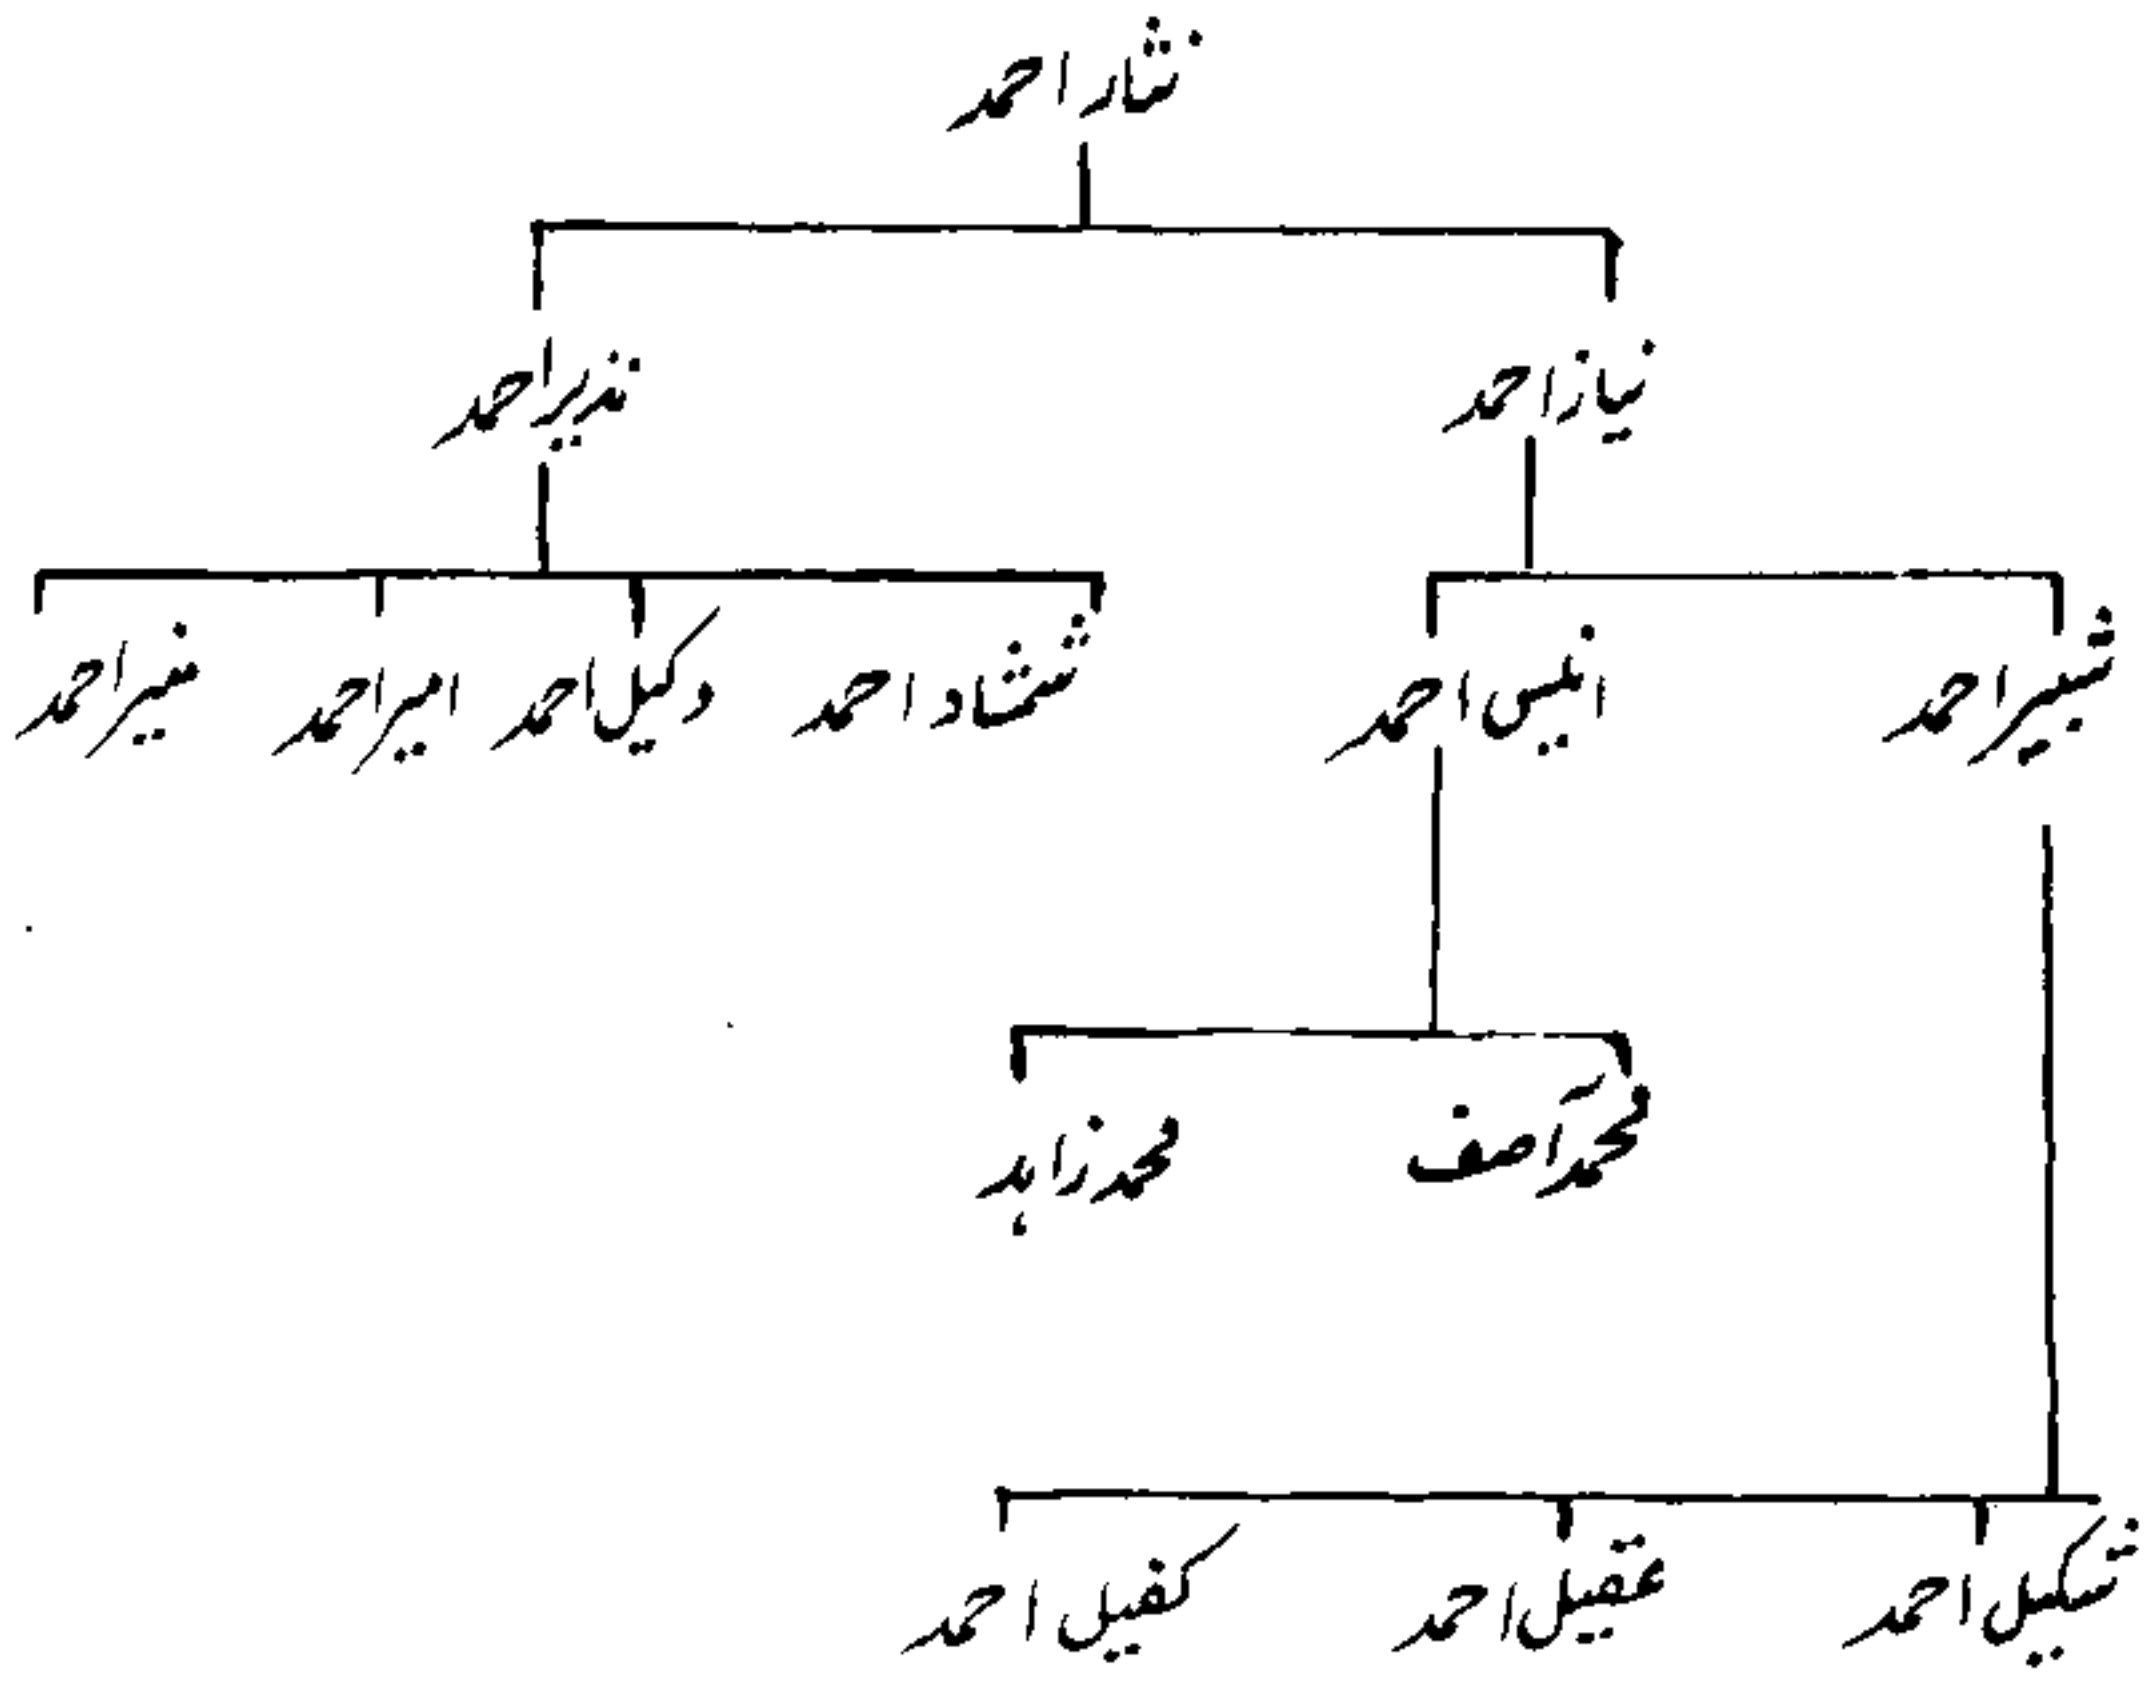 نثار احمد
نیاز احمد نذیر احمد
شبیر احمد انیس احمد شمشاد احمد وکیل احمد امیر احمد منیر احمد
محمد آصف محمد زاہد
شکیل احمد عقیل احمد کفیل احمد